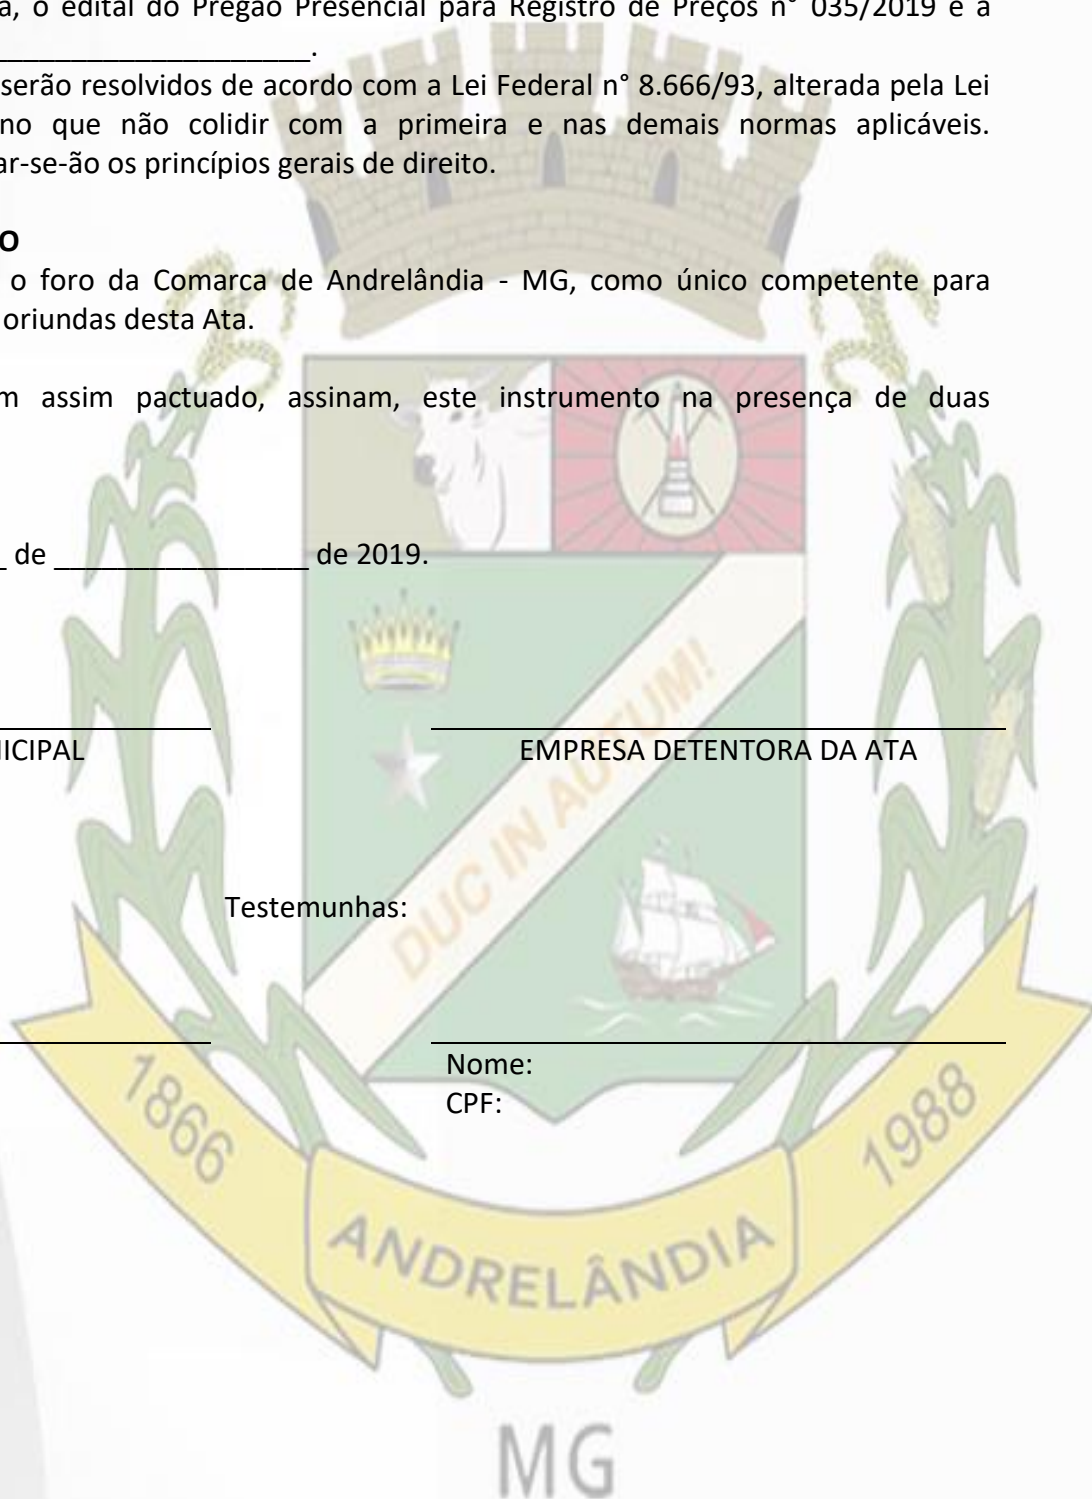 a, o edital do Pregão Presencial para Registro de Preços n° 035/2019 e a
____________________.
serão resolvidos de acordo com a Lei Federal n° 8.666/93, alterada pela Lei
no que não colidir com a primeira e nas demais normas aplicáveis.
ar-se-ão os princípios gerais de direito.
O
o foro da Comarca de Andrelândia - MG, como único competente para
oriundas desta Ata.
m assim pactuado, assinam, este instrumento na presença de duas
_ de ________________ de 2019.
ICIPAL
EMPRESA DETENTORA DA ATA
DUC IN ALTUM!
Testemunhas:
Nome:
CPF:
1866
ANDRELÂNDIA
1988
MG